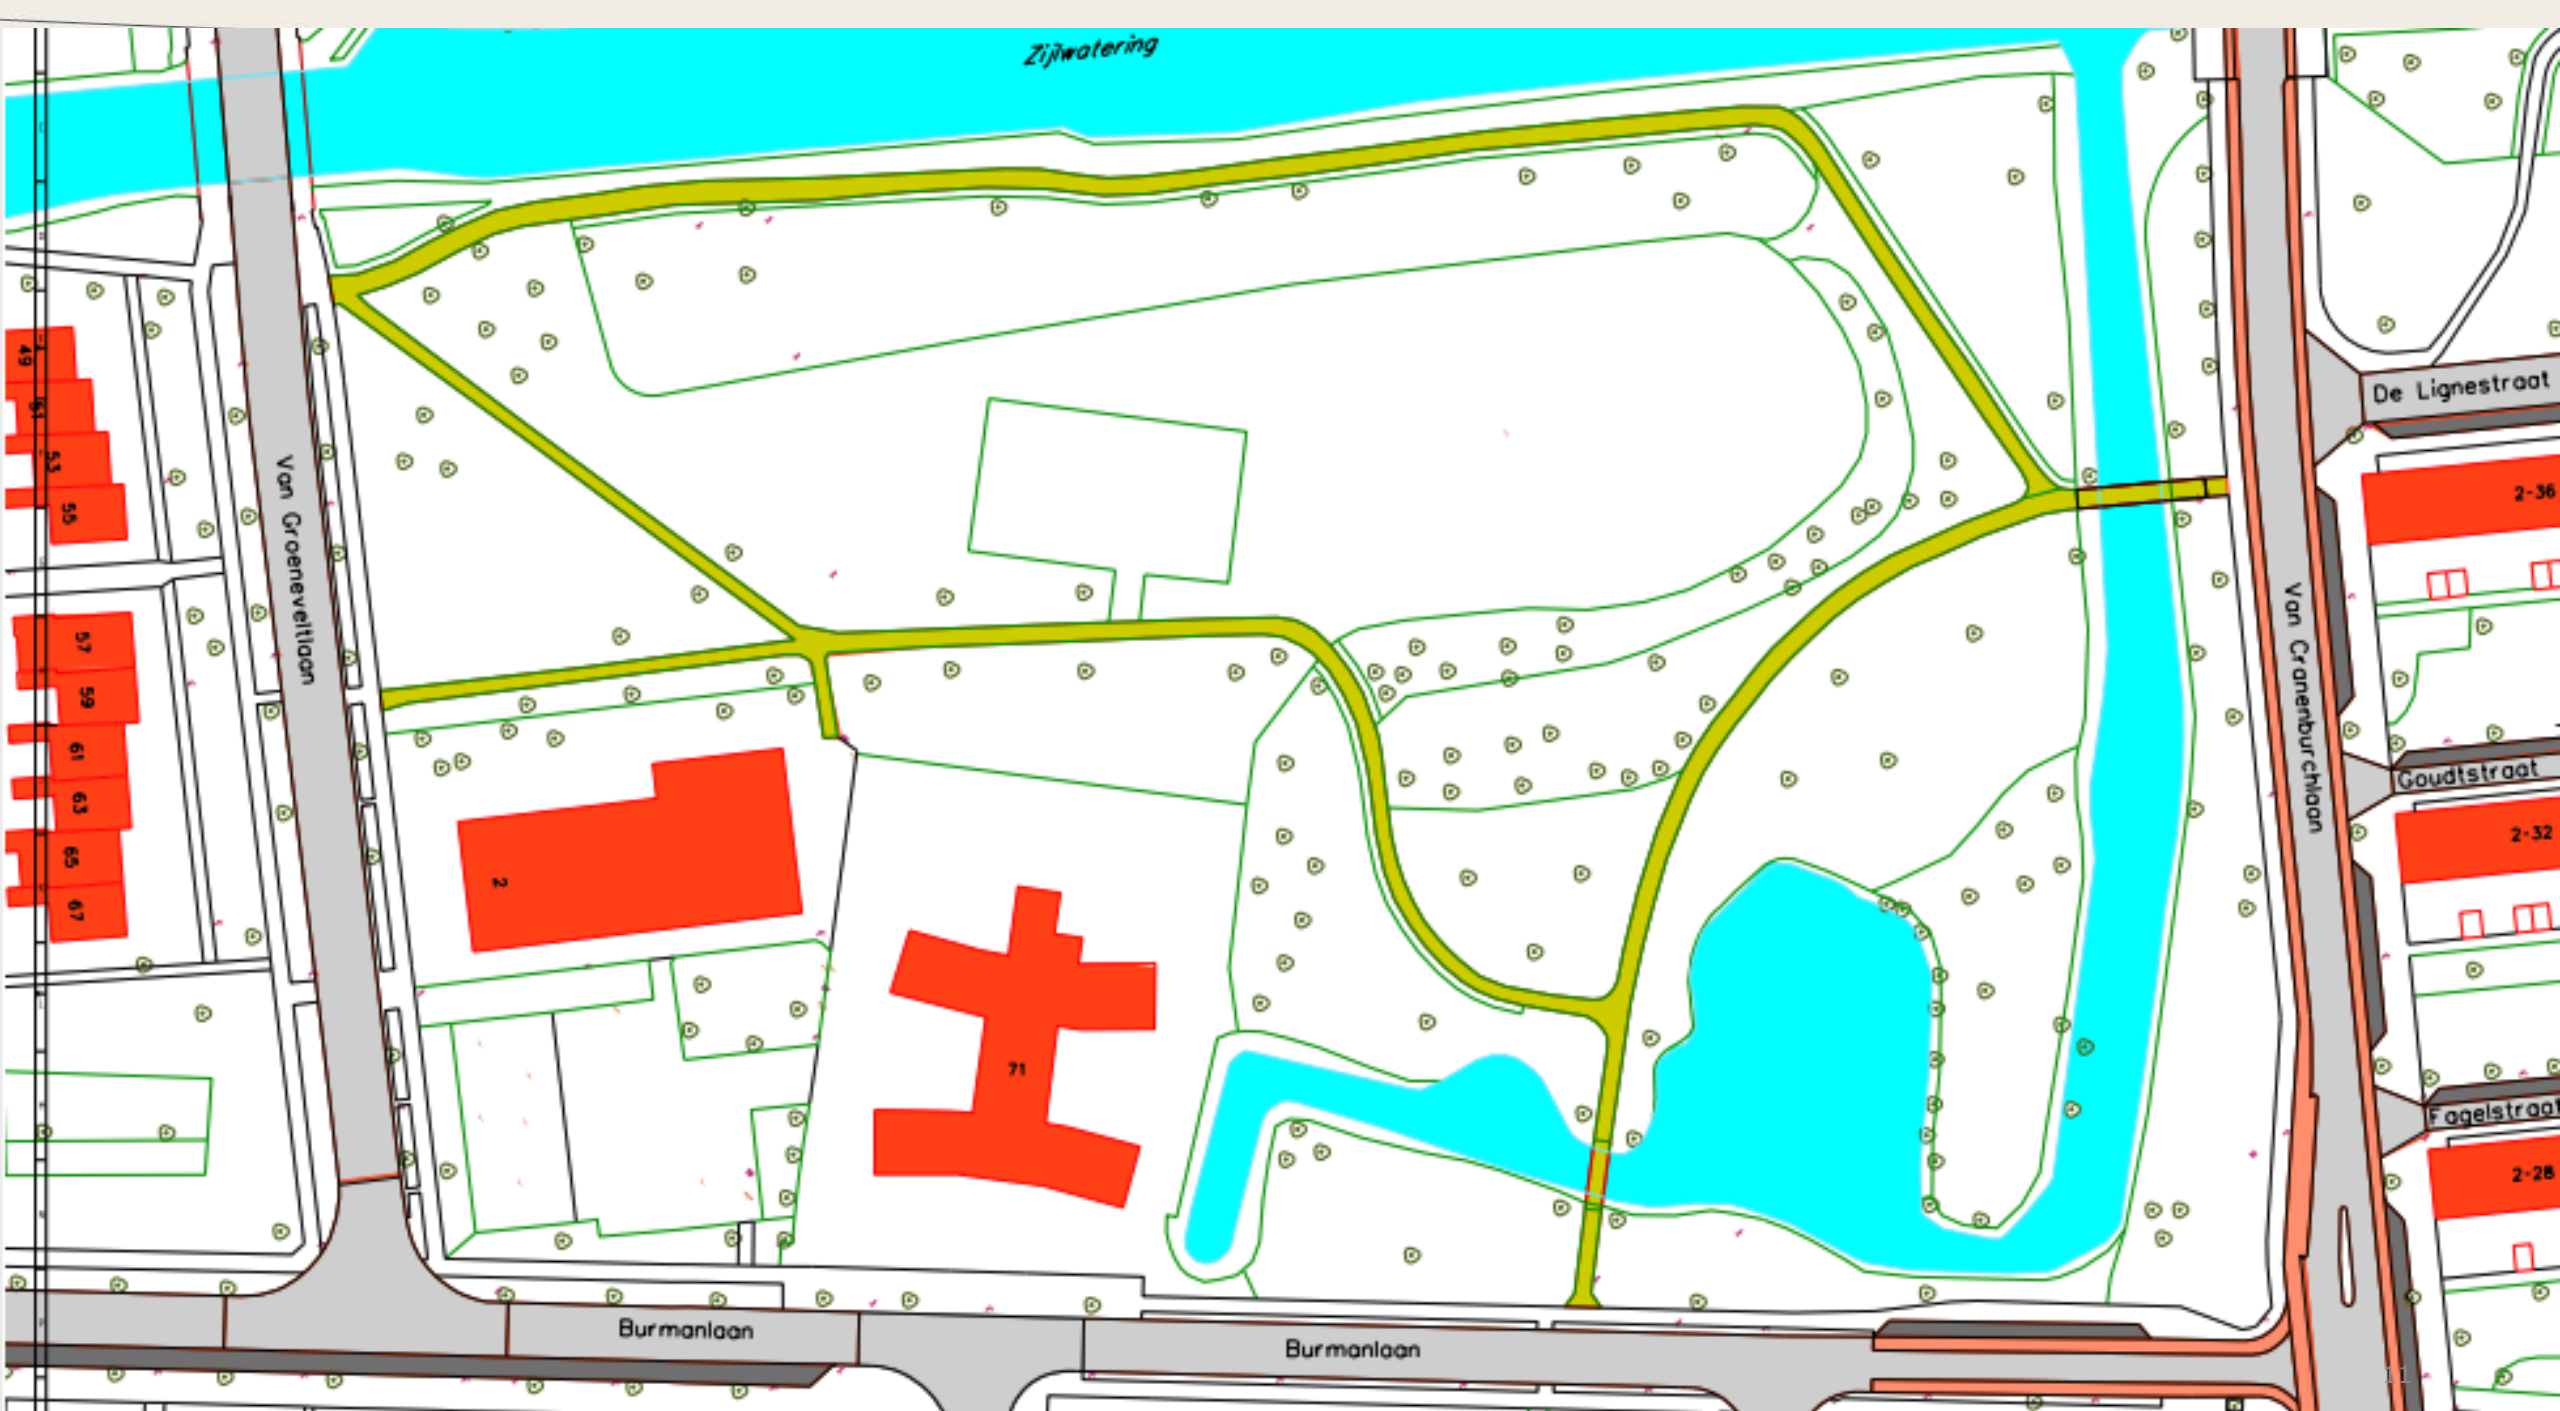 Zijlwatering
De Lignestraat
49
51
53
55
2-36
Van Groeneveltlaan
57
59
61
63
65
67
Van Cranenburchlaan
Goudtstraat
2-32
2
71
Fagelstraat
2-28
Burmanlaan
Burmanlaan
11